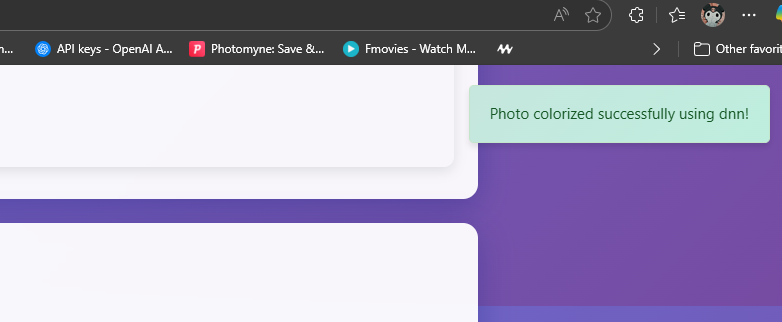 n...
API keys - OpenAI A...
Photomyne: Save &...
Fmovies - Watch M...
Other favorit
Photo colorized successfully using dnn!